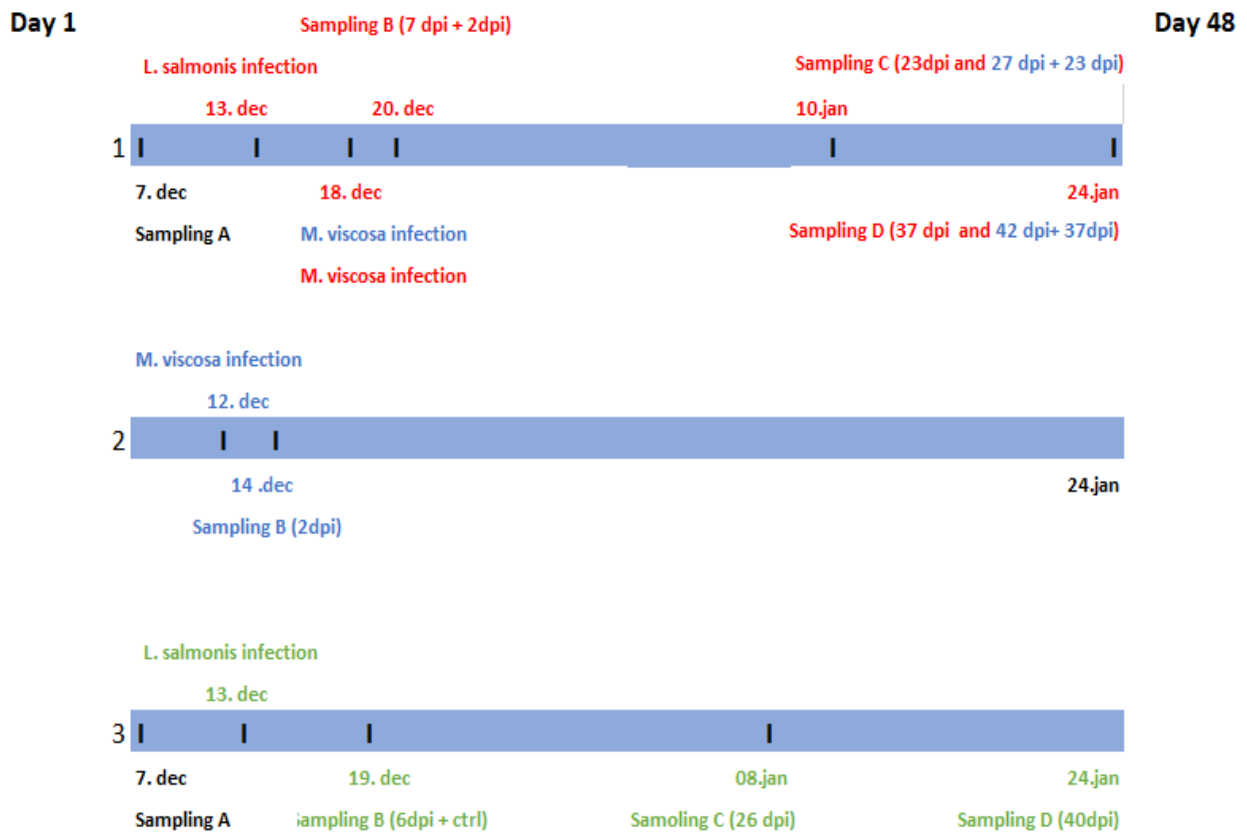 Day 1
Sampling B (7 dpi + 2dpi)
Day 48
L. salmonis infection
Sampling C (23dpi and 27 dpi + 23 dpi)
13. dec
20. dec
10.jan
1
7. dec
18. dec
24.jan
Sampling A
M. viscosa infection
Sampling D (37 dpi and 42 dpi+ 37dpi)
M. viscosa infection
M. viscosa infection
12. dec
2
14 .dec
24.jan
Sampling B (2dpi)
L. salmonis infection
13. dec
3
7. dec
19. dec
08.jan
24.jan
Sampling A
Sampling B (6dpi + ctrl)
Samoling C (26 dpi)
Sampling D (40dpi)